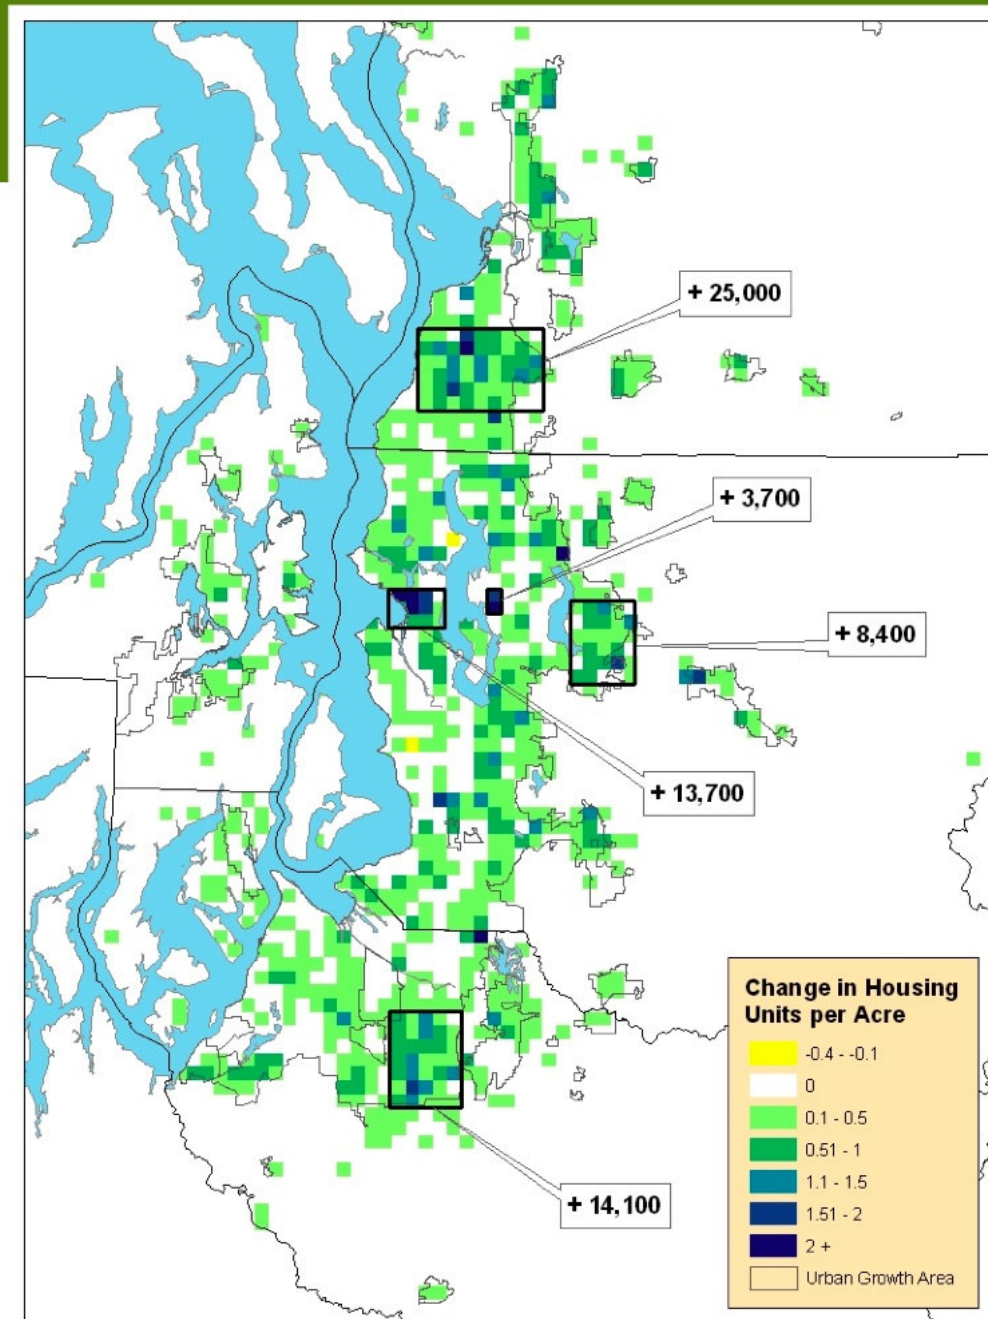 + 25,000
+ 3,700
+ 8,400
+ 13,700
+ 14,100
Change in Housing
Units per Acre
-0.4 - -0.1
0
0.1 - 0.5
0.51 - 1
1.1 - 1.5
1.51 - 2
2 +
Urban Growth Area